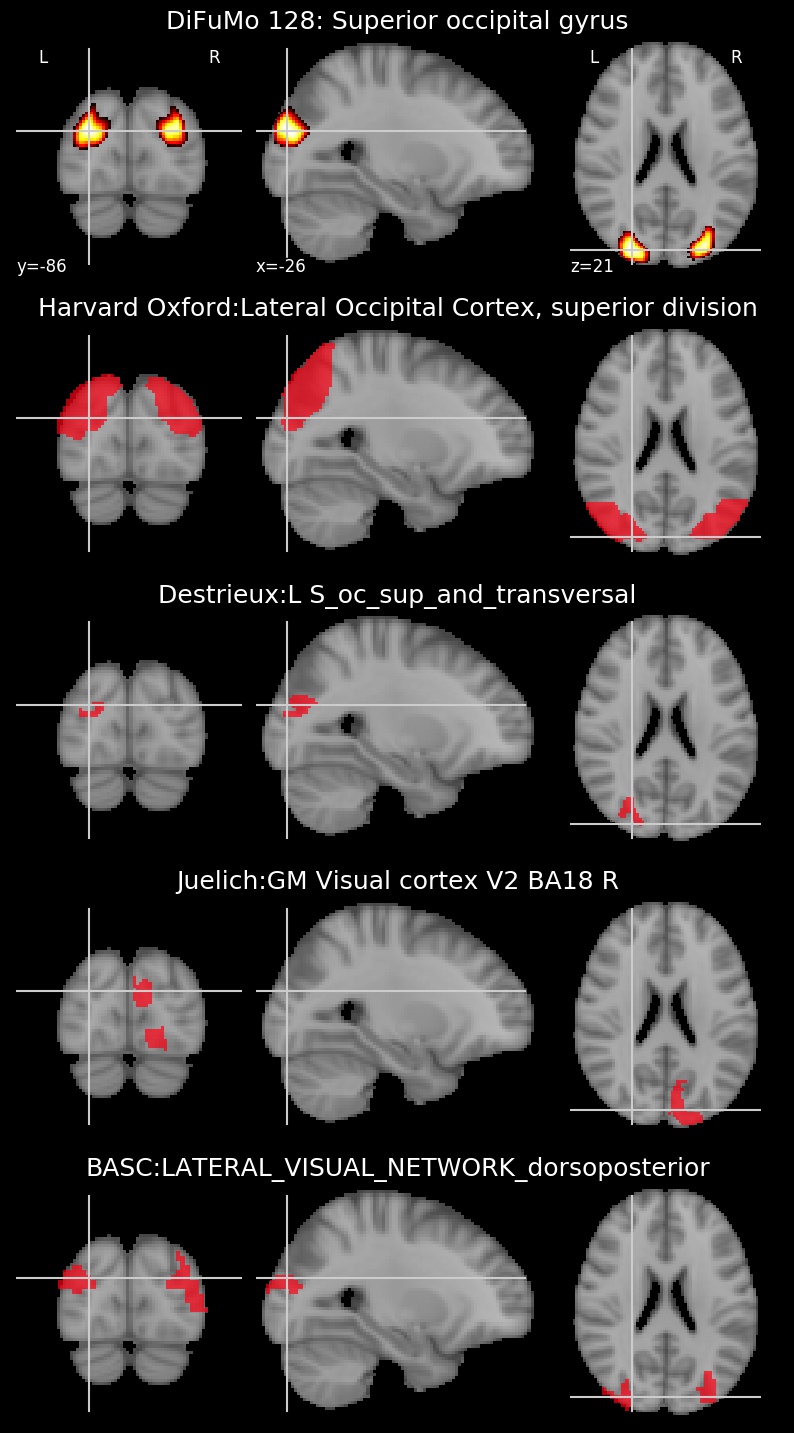 DiFuMo 128: Superior occipital gyrus
L R L R
y=-86 x=-26 z=21
Harvard Oxford:Lateral Occipital Cortex, superior division
Destrieux:L S_oc_sup_and_transversal
Juelich:GM Visual cortex V2 BA18 R
BASC:LATERAL_VISUAL_NETWORK_dorsoposterior